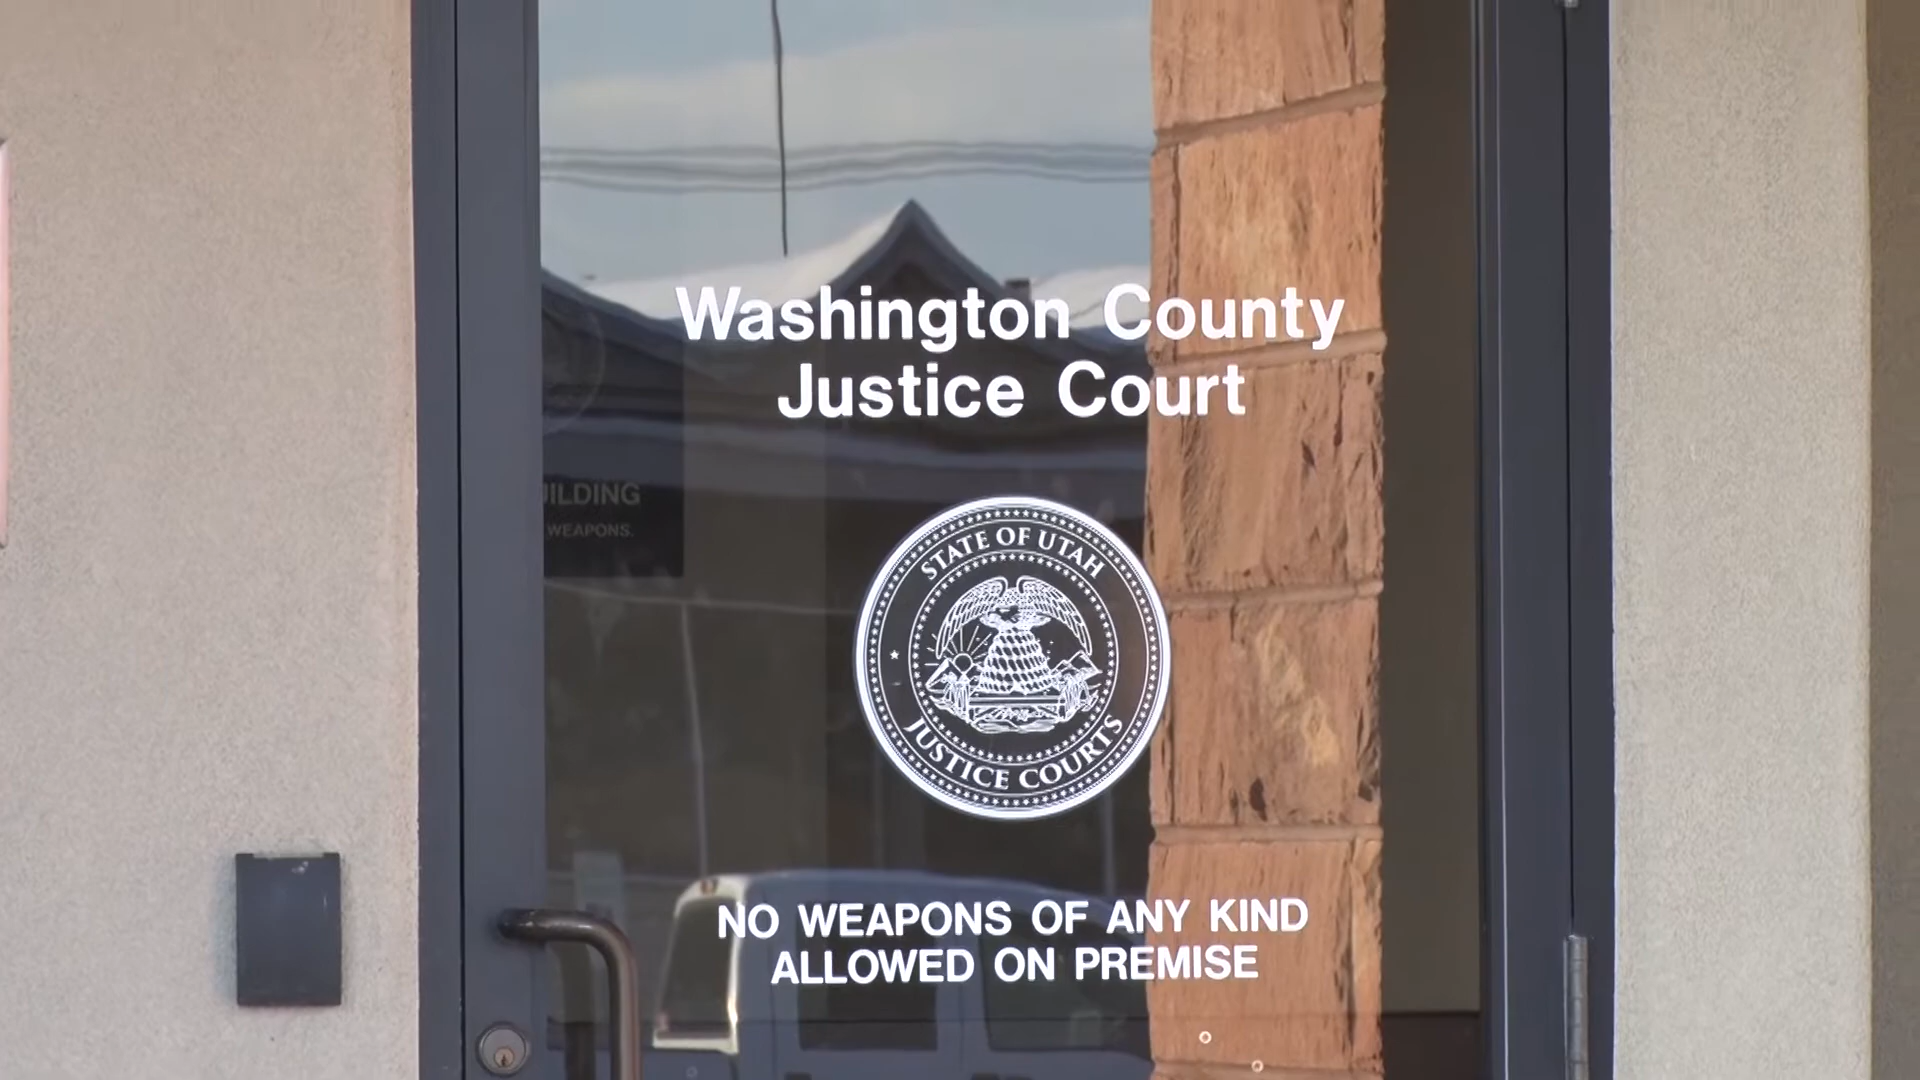 Washington County
Justice Court
ILDING
WEAPONS.
STATE OF UTAH
JUSTICE COURTS
NO WEAPONS OF ANY KIND
ALLOWED ON PREMISE